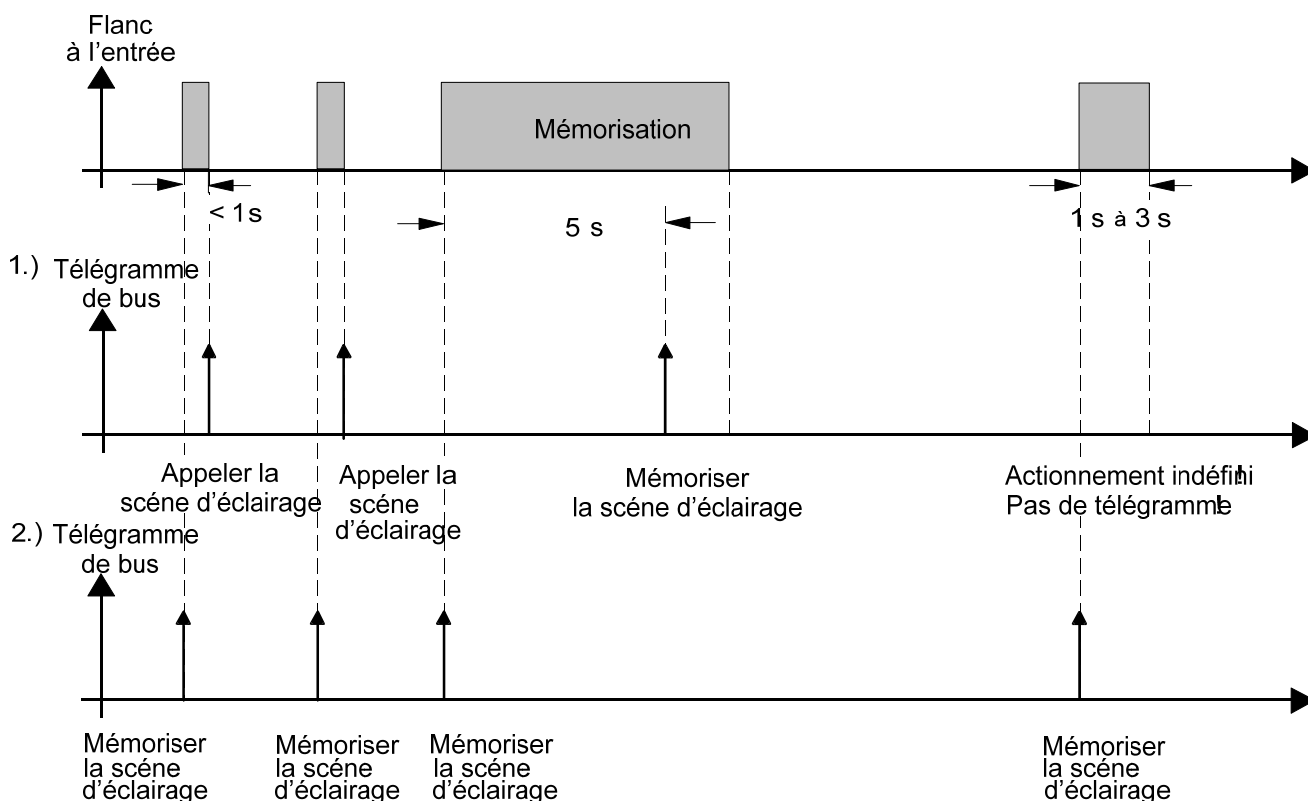 Flanc
à l'entrée
Mémorisation
< 1s
5 s
1 s à 3 s
1.) Télégramme
de bus
Appeler la
scéne d'éclairage
Appeler la
scéne
d'éclairage
Mémoriser
la scéne d'éclairage
Actionnement indéfini!
Pas de télégramme!
2.) Télégramme
de bus
Mémoriser
la scéne
d'éclairage
Mémoriser
la scéne
d'éclairage
Mémoriser
la scéne
d'éclairage
Mémoriser
la scéne
d'éclairage